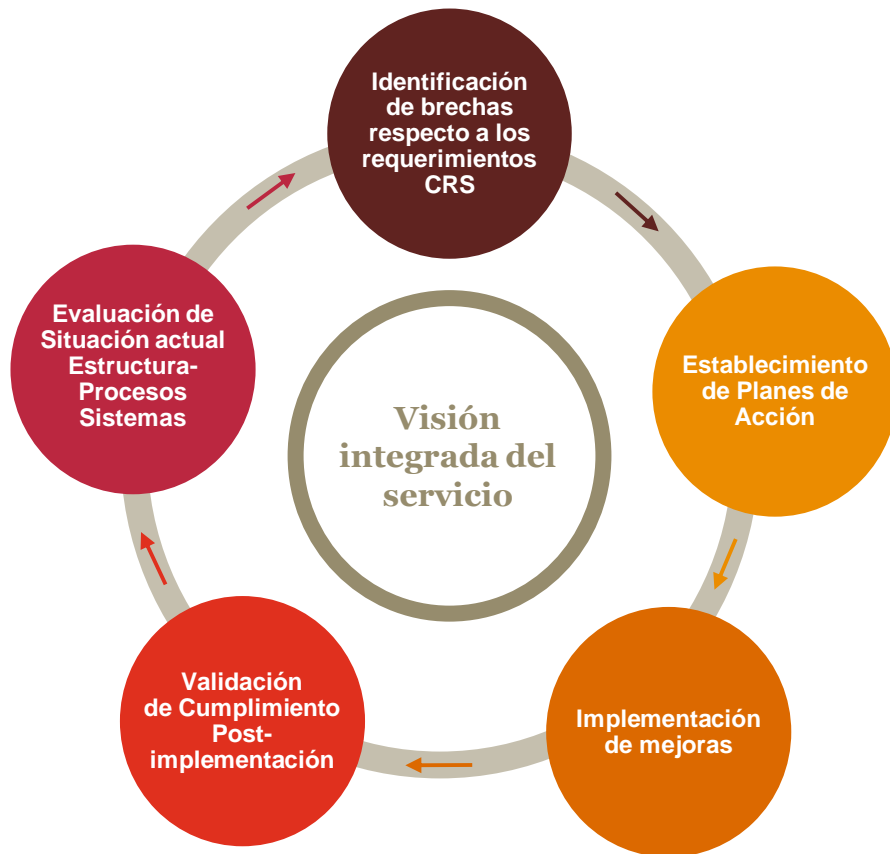 Identificación
de brechas
respecto a los
requerimientos
CRS
Evaluación de
Situación actual
Estructura-
Procesos
Sistemas
Establecimiento
de Planes de
Acción
Visión
integrada del
servicio
Validación
de Cumplimiento
Post-
implementación
Implementación
de mejoras